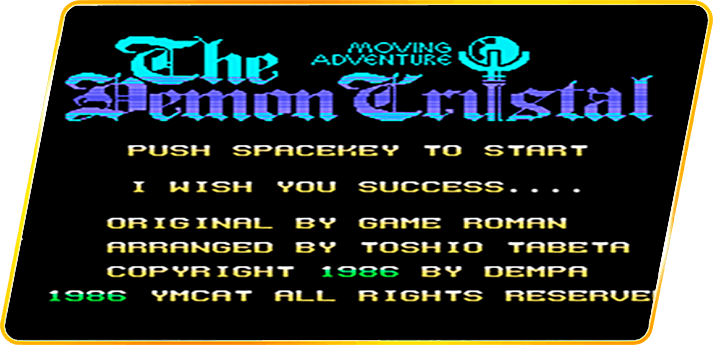 MOVING
ADVENTURE
The
Demon Crystal
PUSH SPACEKEY TO START
I WISH YOU SUCCESS....
ORIGINAL BY GAME ROMAN
ARRANGED BY TOSHIO TABETA
COPYRIGHT 1986 BY DEMPA
1986 YMCAT ALL RIGHTS RESERVE